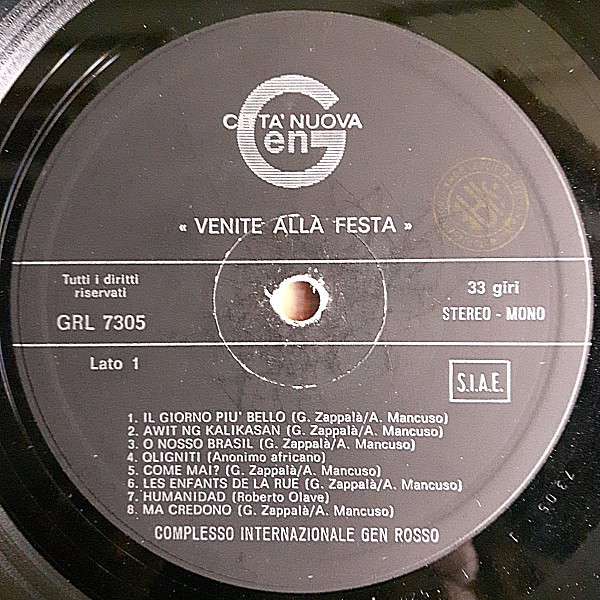 CITTA' NUOVA
Gen
« VENITE ALLA FESTA »
Tutti i diritti
riservati
GRL 7305
33 giri
STEREO - MONO
Lato 1
S.I.A.E.
1. IL GIORNO PIU' BELLO (G. Zappalà/A. Mancuso)
2. AWIT NG KALIKASAN (G. Zappalà/A. Mancuso)
3. O NOSSO BRASIL (G. Zappalà/A. Mancuso)
4. OLIGNITI (Anonimo africano)
5. COME MAI? (G. Zappalà/A. Mancuso)
6. LES ENFANTS DE LA RUE (G. Zappalà/A. Mancuso)
7. HUMANIDAD (Roberto Olave)
8. MA CREDONO (G. Zappalà/A. Mancuso)
COMPLESSO INTERNAZIONALE GEN ROSSO
7305 1